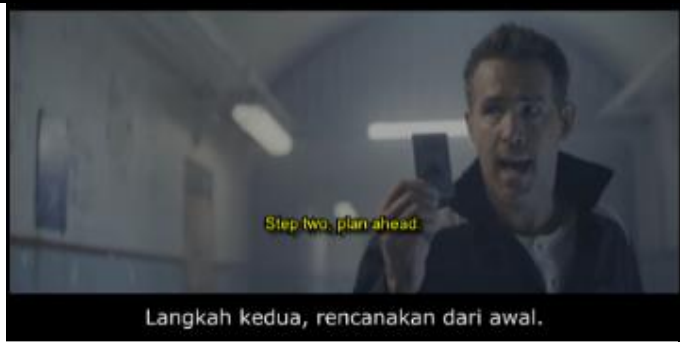 Step two, plan ahead.
Langkah kedua, rencanakan dari awal.